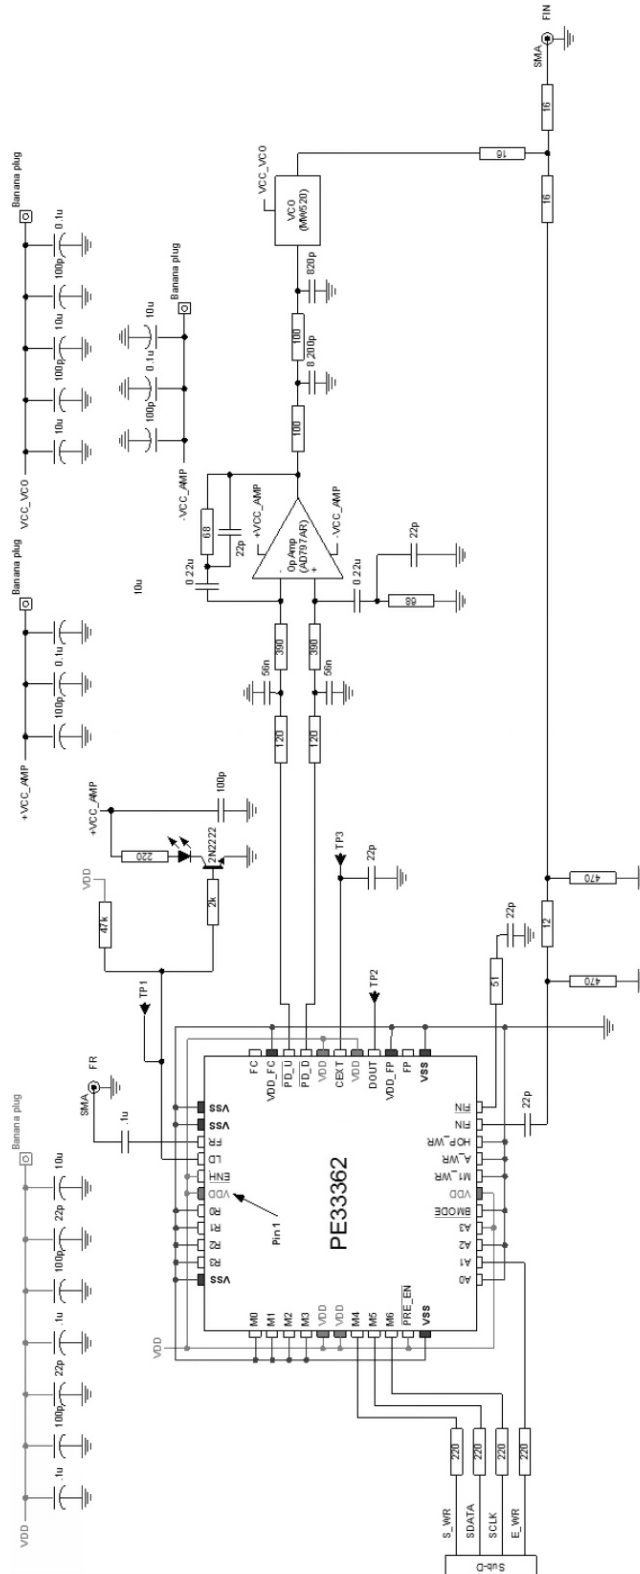 FIN
SMA
16
16
16
VCC_VCO
VCO
(MW520)
820p
100
8,200p
100
Banana plug
0.1u
100p
10u
100p
10u
VCC_VCO
Banana plug
10u
0.1u
100p
-VCC_AMP
68
22p
0.22u
+VCC_AMP
-VCC_AMP
Op Amp
(AD797AR)
-
+
0.22u
22p
68
10u
390
390
56n
56n
120
120
Banana plug
0.1u
100p
+VCC_AMP
+VCC_AMP
100p
220
2N2222
2k
VDD
47k
TP1
TP3
22p
TP2
22p
51
470
12
470
22p
FR
SMA
.1u
Banana plug
10u
22p
100p
.1u
22p
100p
.1u
VDD
PE33362
Pin 1
FC
VDD_FC
PD_U
PD_D
VDD
CEXT
VDD
DOUT
VDD_FP
FP
VSS
VSS
VSS
FR
LD
ENH
VDD
R0
R1
R2
R3
VSS
FIN
FIN
HOP_WR
A_WR
M1_WR
VDD
BMODE
A3
A2
A1
A0
VDD
M0
M1
M2
M3
VDD
VDD
M4
M5
M6
PRE_EN
VSS
220
220
220
220
S_WR
SDATA
SCLK
E_WR
Sub-D